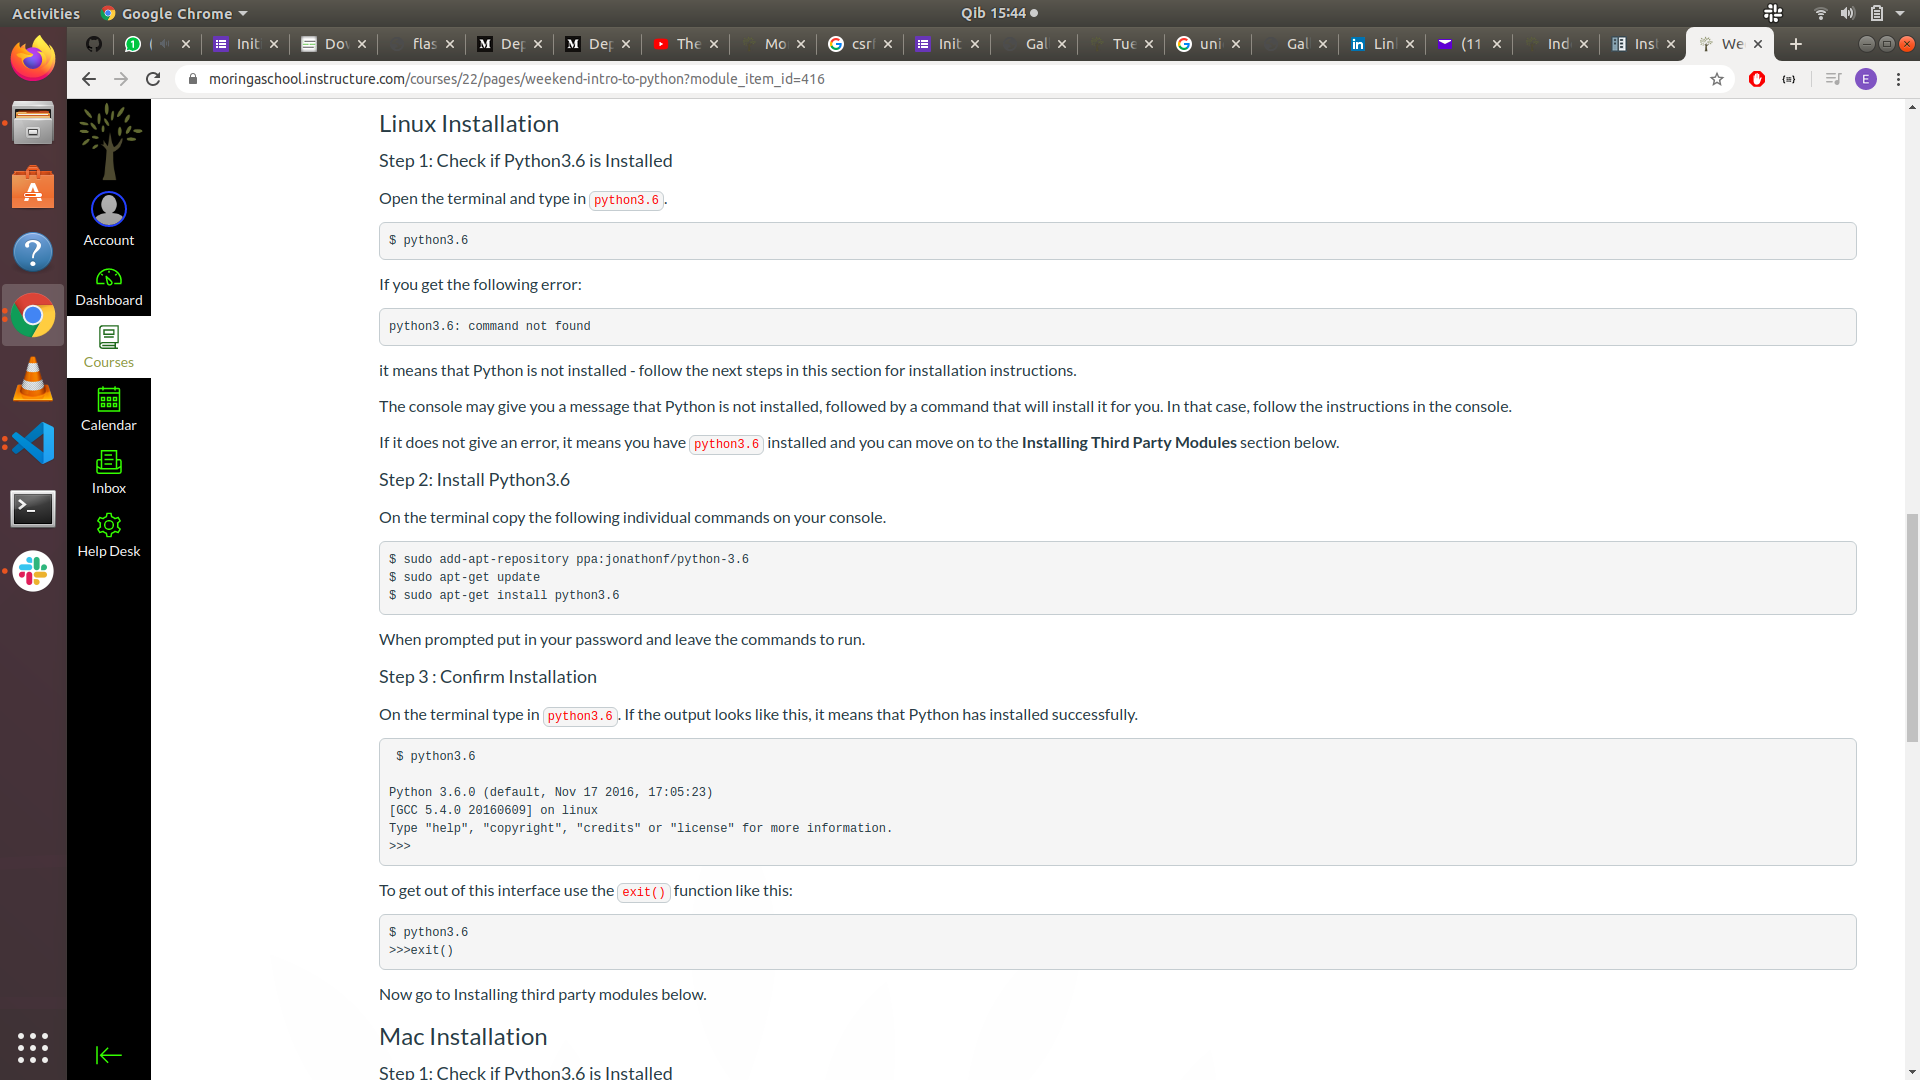 Activities Google Chrome Qib 15:44
( Init Dov flas Dep Dep The Mo csrf Init Gal Tue uni Gal Lin (11 Ind Inst We
moringaschool.instructure.com/courses/22/pages/weekend-intro-to-python?module_item_id=416 E
Account
Dashboard
Courses
Calendar
Inbox
Help Desk
Linux Installation
Step 1: Check if Python3.6 is Installed
Open the terminal and type in python3.6.
$ python3.6
If you get the following error:
python3.6: command not found
it means that Python is not installed - follow the next steps in this section for installation instructions.
The console may give you a message that Python is not installed, followed by a command that will install it for you. In that case, follow the instructions in the console.
If it does not give an error, it means you have python3.6 installed and you can move on to the Installing Third Party Modules section below.
Step 2: Install Python3.6
On the terminal copy the following individual commands on your console.
$ sudo add-apt-repository ppa:jonathonf/python-3.6
$ sudo apt-get update
$ sudo apt-get install python3.6
When prompted put in your password and leave the commands to run.
Step 3 : Confirm Installation
On the terminal type in python3.6. If the output looks like this, it means that Python has installed successfully.
$ python3.6
Python 3.6.0 (default, Nov 17 2016, 17:05:23)
[GCC 5.4.0 20160609] on linux
Type "help", "copyright", "credits" or "license" for more information.
>>>
To get out of this interface use the exit() function like this:
$ python3.6
>>>exit()
Now go to Installing third party modules below.
Mac Installation
Step 1: Check if Python3.6 is Installed